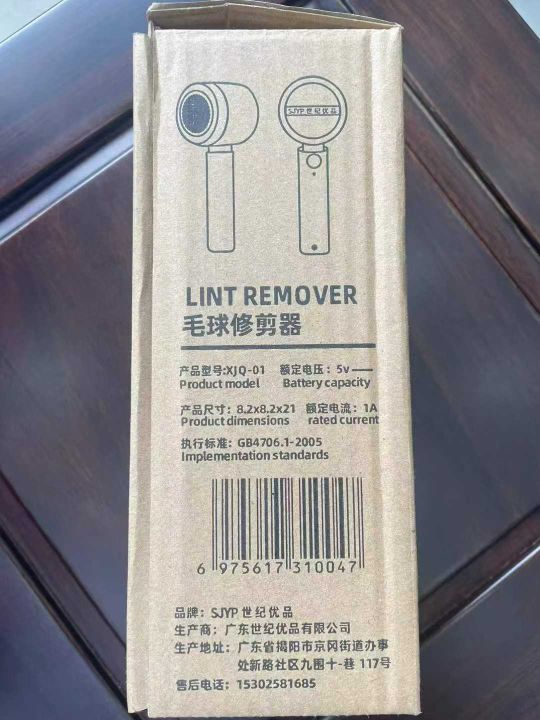 SJYP 世纪优品
LINT REMOVER
毛球修剪器
产品型号:XJQ-01 额定电压：5v
Product model Battery capacity
产品尺寸：8.2x8.2x21 额定电流：1A
Product dimensions rated current
执行标准：GB4706.1-2005
Implementation standards
6 975617 310047
品牌：SJYP 世纪优品
生产商：广东世纪优品有限公司
生产地址：广东省揭阳市京冈街道办事
处新路社区九围十-巷 117号
售后电话：15302581685